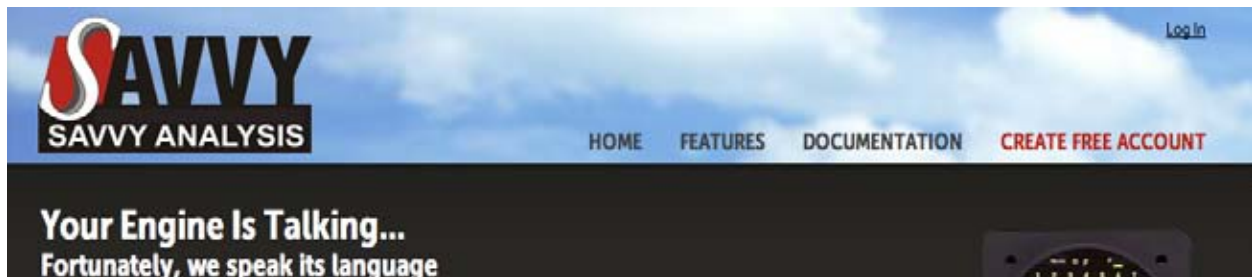 SAVVY
SAVVY ANALYSIS
Log In
HOME FEATURES DOCUMENTATION CREATE FREE ACCOUNT
Your Engine Is Talking...
Fortunately, we speak its language